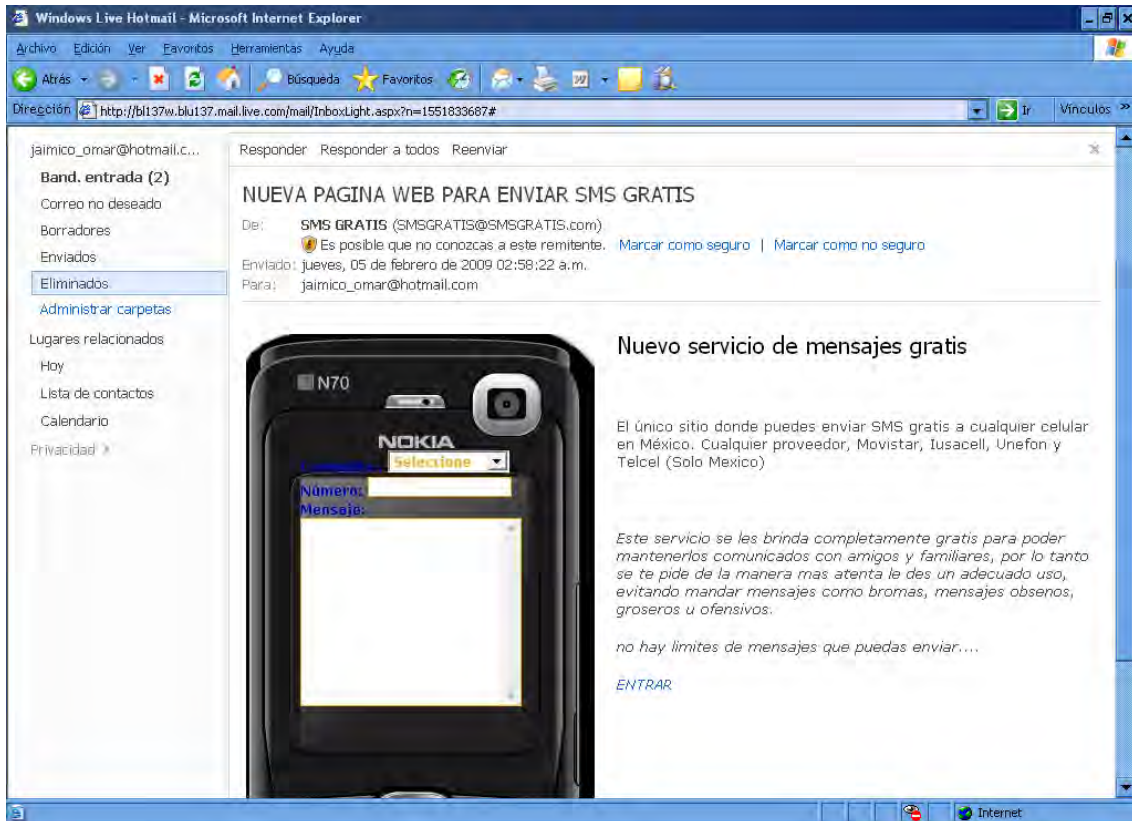 Windows Live Hotmail - Microsoft Internet Explorer
Archivo Edición Ver Favoritos Herramientas Ayuda
Atrás Búsqueda Favoritos
Dirección http://bl137w.blu137.mail.live.com/mail/InboxLight.aspx?n=1551833687# Ir Vínculos »
jaimico_omar@hotmail.c...
Band. entrada (2)
Correo no deseado
Borradores
Enviados
Eliminados
Administrar carpetas
Lugares relacionados
Hoy
Lista de contactos
Calendario
Privacidad
Responder Responder a todos Reenviar
NUEVA PAGINA WEB PARA ENVIAR SMS GRATIS
De: SMS GRATIS (SMSGRATIS@SMSGRATIS.com)
Es posible que no conozcas a este remitente. Marcar como seguro | Marcar como no seguro
Enviado: jueves, 05 de febrero de 2009 02:58:22 a.m.
Para: jaimico_omar@hotmail.com
N70
NOKIA
Seleccione
Número:
Mensaje:
Nuevo servicio de mensajes gratis
El único sitio donde puedes enviar SMS gratis a cualquier celular
en México. Cualquier proveedor, Movistar, Iusacell, Unefon y
Telcel (Solo Mexico)
Este servicio se les brinda completamente gratis para poder
mantenerlos comunicados con amigos y familiares, por lo tanto
se te pide de la manera mas atenta le des un adecuado uso,
evitando mandar mensajes como bromas, mensajes obsenos,
groseros u ofensivos.
no hay limites de mensajes que puedas enviar....
ENTRAR
Internet